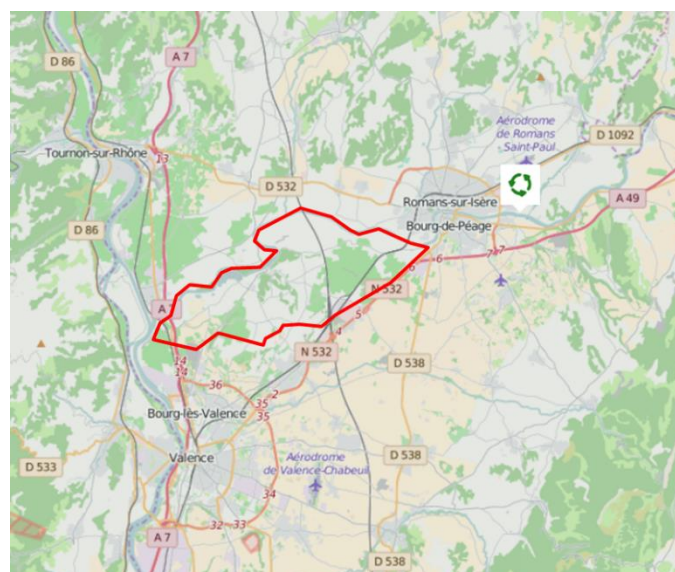 D 86
A 7
Aérodrome
de Romans
Saint-Paul
D 1092
Tournon-sur-Rhône
13
D 532
A 49
Romans-sur-Isère
D 86
Bourg-de-Péage
7
7
6
6
N 532
A
5
4
N 532
14
14
D 538
36
2
35
Bourg-lès-Valence
35
D 533
Valence
Aérodrome
de Valence-Chabeuil
D 538
34
32
33
A 7
D 538